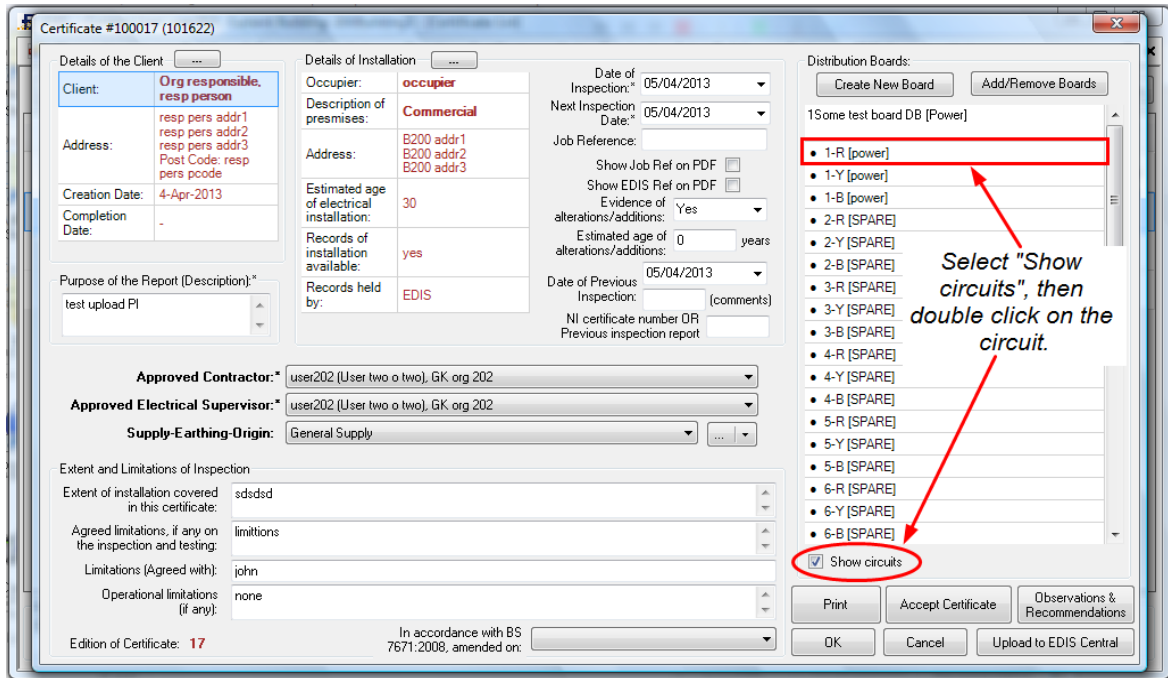 Certificate #100017 (101622)
Details of the Client
...
Client:
Org responsible,
resp person
Address:
resp pers addr1
resp pers addr2
resp pers addr3
Post Code: resp
pers pcode
Creation Date:
4-Apr-2013
Completion
Date:
-
Purpose of the Report (Description):*
test upload PI
Details of Installation
...
Occupier:
occupier
Description of
presmises:
Commercial
Address:
B200 addr1
B200 addr2
B200 addr3
Estimated age
of electrical
installation:
30
Records of
installation
available:
yes
Records held
by:
EDIS
Date of
Inspection:*
05/04/2013
Next Inspection
Date:*
05/04/2013
Job Reference:
Show Job Ref on PDF
Show EDIS Ref on PDF
Evidence of
alterations/additions:
Yes
Estimated age of
alterations/additions:
0
years
Date of Previous
Inspection:
05/04/2013
(comments)
NI certificate number OR
Previous inspection report
Approved Contractor:*
user202 (User two o two), GK org 202
Approved Electrical Supervisor:*
user202 (User two o two), GK org 202
Supply-Earthing-Origin:
General Supply
...
Extent and Limitations of Inspection
Extent of installation covered
in this certificate:
sdsdsd
Agreed limitations, if any on
the inspection and testing:
limittions
Limitations (Agreed with):
john
Operational limitations
(if any):
none
Edition of Certificate: 17
In accordance with BS
7671:2008, amended on:
Distribution Boards:
Create New Board
Add/Remove Boards
1Some test board DB [Power]
• 1-R [power]
• 1-Y [power]
• 1-B [power]
• 2-R [SPARE]
• 2-Y [SPARE]
• 2-B [SPARE]
• 3-R [SPARE]
• 3-Y [SPARE]
• 3-B [SPARE]
• 4-R [SPARE]
• 4-Y [SPARE]
• 4-B [SPARE]
• 5-R [SPARE]
• 5-Y [SPARE]
• 5-B [SPARE]
• 6-R [SPARE]
• 6-Y [SPARE]
• 6-B [SPARE]
Select "Show
circuits", then
double click on the
circuit.
Show circuits
Print
Accept Certificate
Observations &
Recommendations
OK
Cancel
Upload to EDIS Central